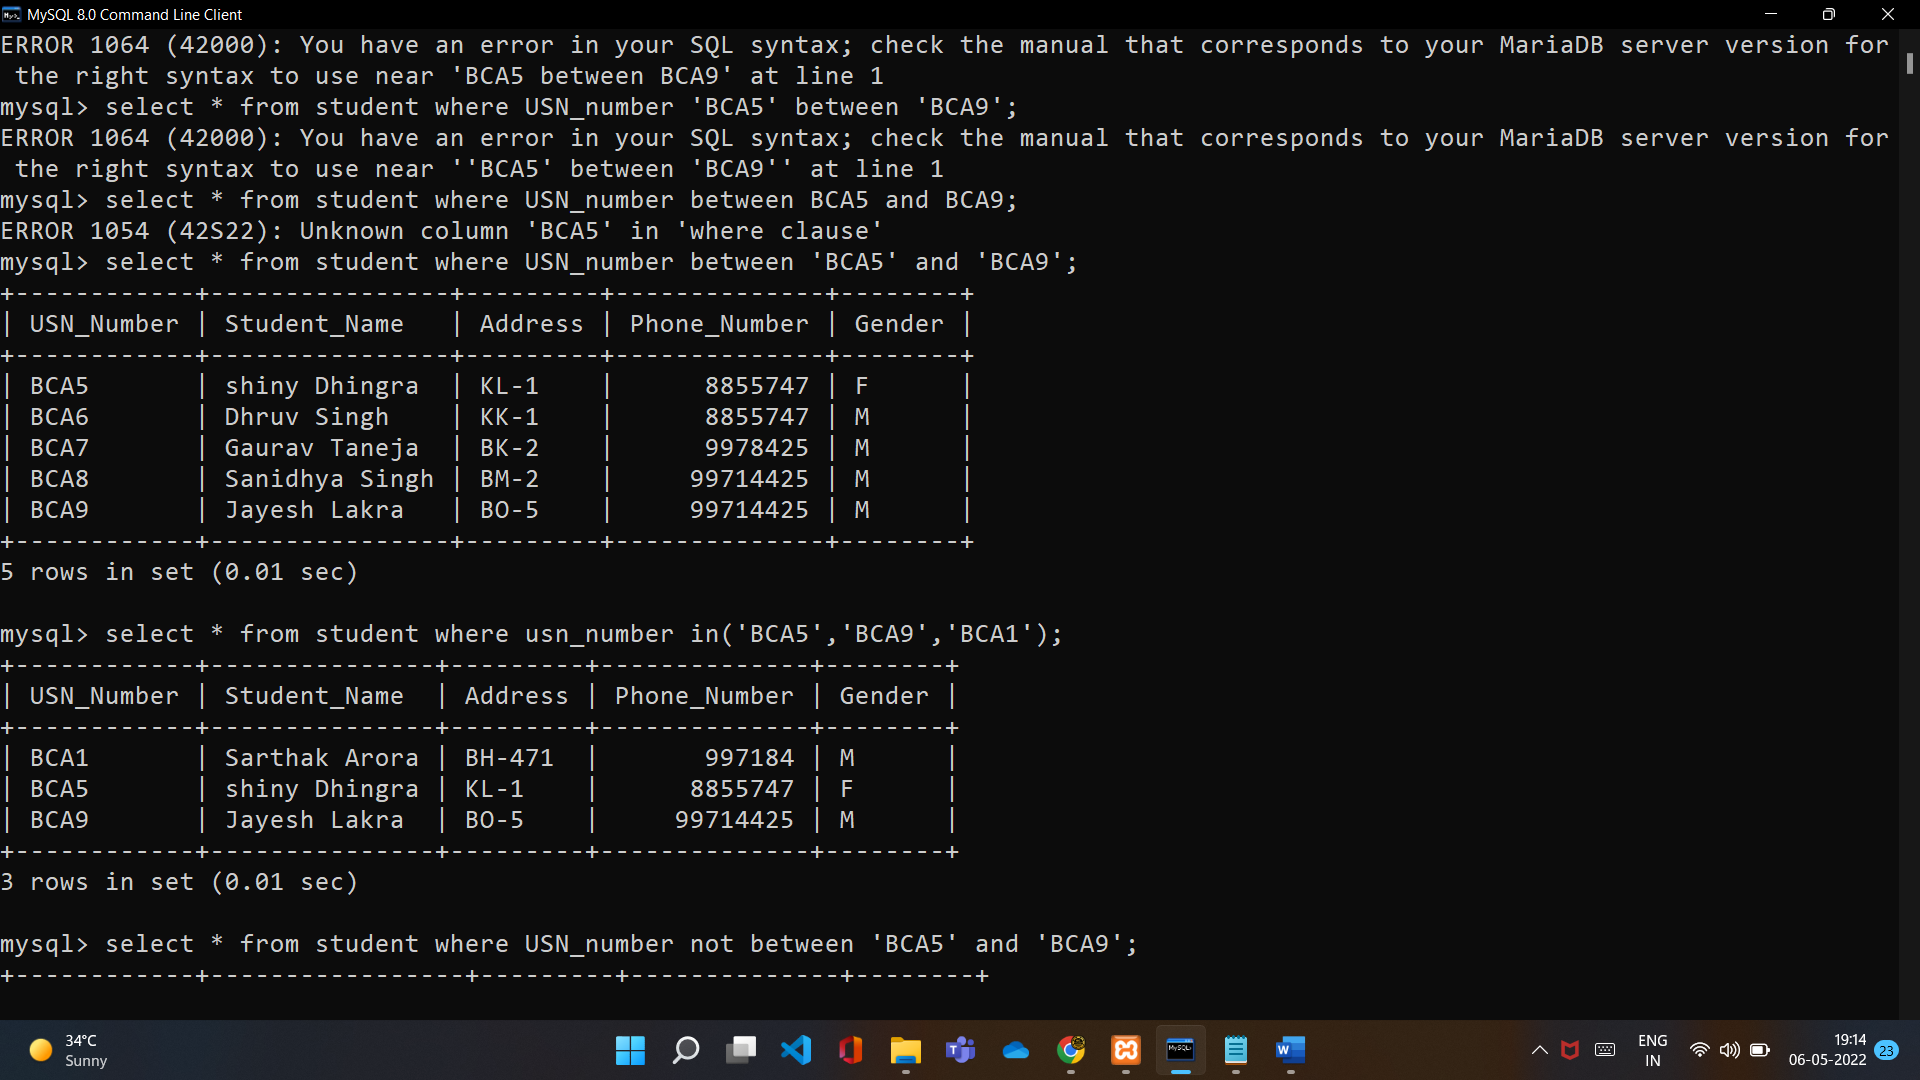 MySQL 8.0 Command Line Client
ERROR 1064 (42000): You have an error in your SQL syntax; check the manual that corresponds to your MariaDB server version for
 the right syntax to use near 'BCA5 between BCA9' at line 1
mysql> select * from student where USN_number 'BCA5' between 'BCA9';
ERROR 1064 (42000): You have an error in your SQL syntax; check the manual that corresponds to your MariaDB server version for
 the right syntax to use near ''BCA5' between 'BCA9'' at line 1
mysql> select * from student where USN_number between BCA5 and BCA9;
ERROR 1054 (42S22): Unknown column 'BCA5' in 'where clause'
mysql> select * from student where USN_number between 'BCA5' and 'BCA9';
+------------+----------------+---------+--------------+--------+
| USN_Number | Student_Name   | Address | Phone_Number | Gender |
+------------+----------------+---------+--------------+--------+
| BCA5       | shiny Dhingra  | KL-1    |      8855747 | F      |
| BCA6       | Dhruv Singh    | KK-1    |      8855747 | M      |
| BCA7       | Gaurav Taneja  | BK-2    |      9978425 | M      |
| BCA8       | Sanidhya Singh | BM-2    |     99714425 | M      |
| BCA9       | Jayesh Lakra   | BO-5    |     99714425 | M      |
+------------+----------------+---------+--------------+--------+
5 rows in set (0.01 sec)
mysql> select * from student where usn_number in('BCA5','BCA9','BCA1');
+------------+---------------+---------+--------------+--------+
| USN_Number | Student_Name  | Address | Phone_Number | Gender |
+------------+---------------+---------+--------------+--------+
| BCA1       | Sarthak Arora | BH-471  |       997184 | M      |
| BCA5       | shiny Dhingra | KL-1    |      8855747 | F      |
| BCA9       | Jayesh Lakra  | BO-5    |     99714425 | M      |
+------------+---------------+---------+--------------+--------+
3 rows in set (0.01 sec)
mysql> select * from student where USN_number not between 'BCA5' and 'BCA9';
+------------+-----------------+---------+--------------+--------+
34°C
Sunny
ENG
IN
19:14
06-05-2022
23